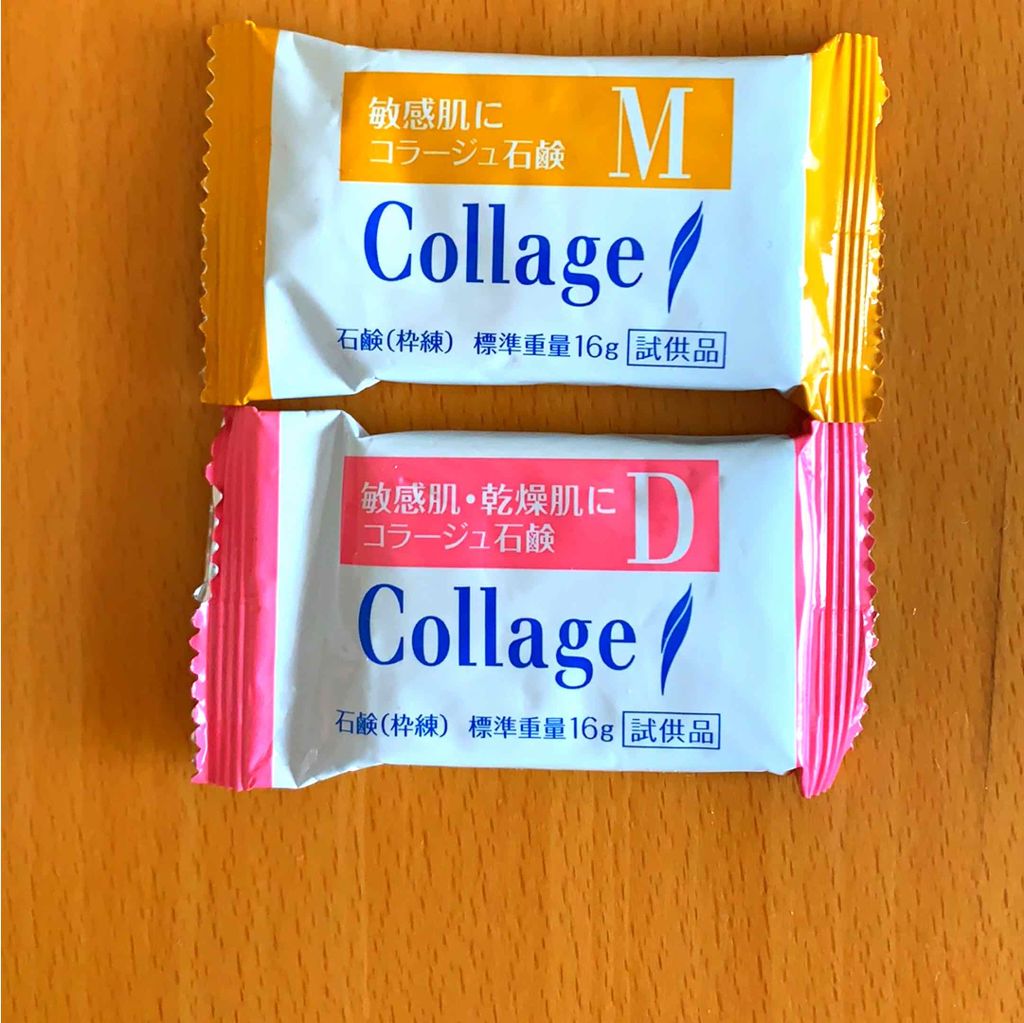 敏感肌に
コラージュ石鹸 M
Collage
石鹸(枠練) 標準重量16g 試供品
敏感肌・乾燥肌に
コラージュ石鹸 D
Collage
石鹸(枠練) 標準重量16g 試供品